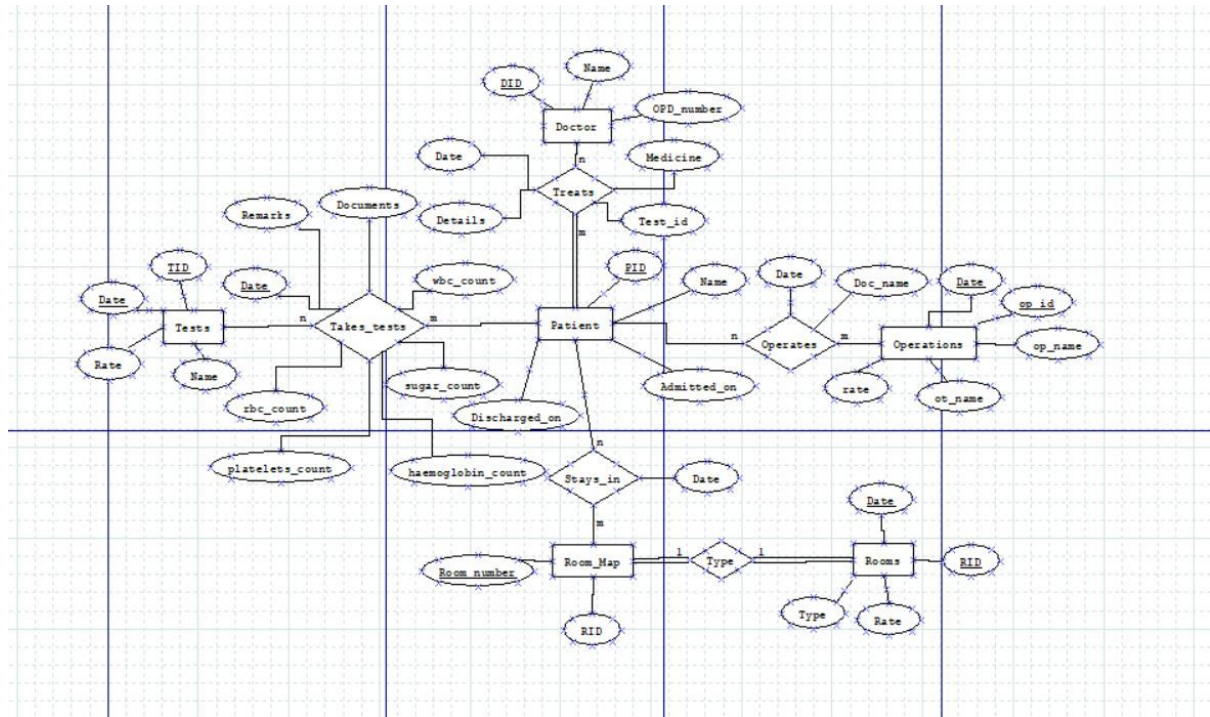 Name
DID
OPD_number
Doctor
n
Date
Medicine
Treats
Documents
Remarks
Details
Test_id
m
TID
PID
Date
Date
wbc_count
Name
Date
Doc_name
Date
op_id
Tests
n
Takes_tests
m
Patient
n
Operates
m
Operations
op_name
Rate
Name
sugar_count
Admitted_on
rate
ot_name
rbc_count
Discharged_on
n
platelets_count
haemoglobin_count
Stays_in
Date
Date
m
Room_number
Room_Map
1
Type
1
Rooms
RID
Type
Rate
RID